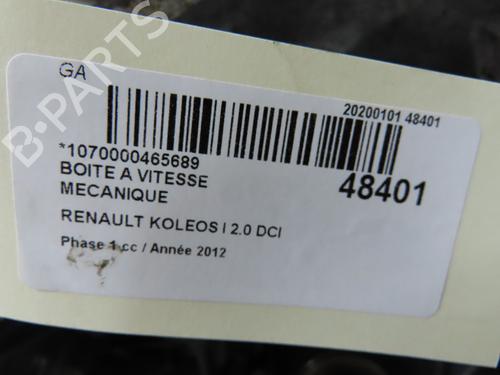 GA
20200101 48401
*1070000465689
48401
BOITE A VITESSE
MECANIQUE
RENAULT KOLEOS I 2.0 DCI
Phase 1 cc / Année 2012
B-PARTS